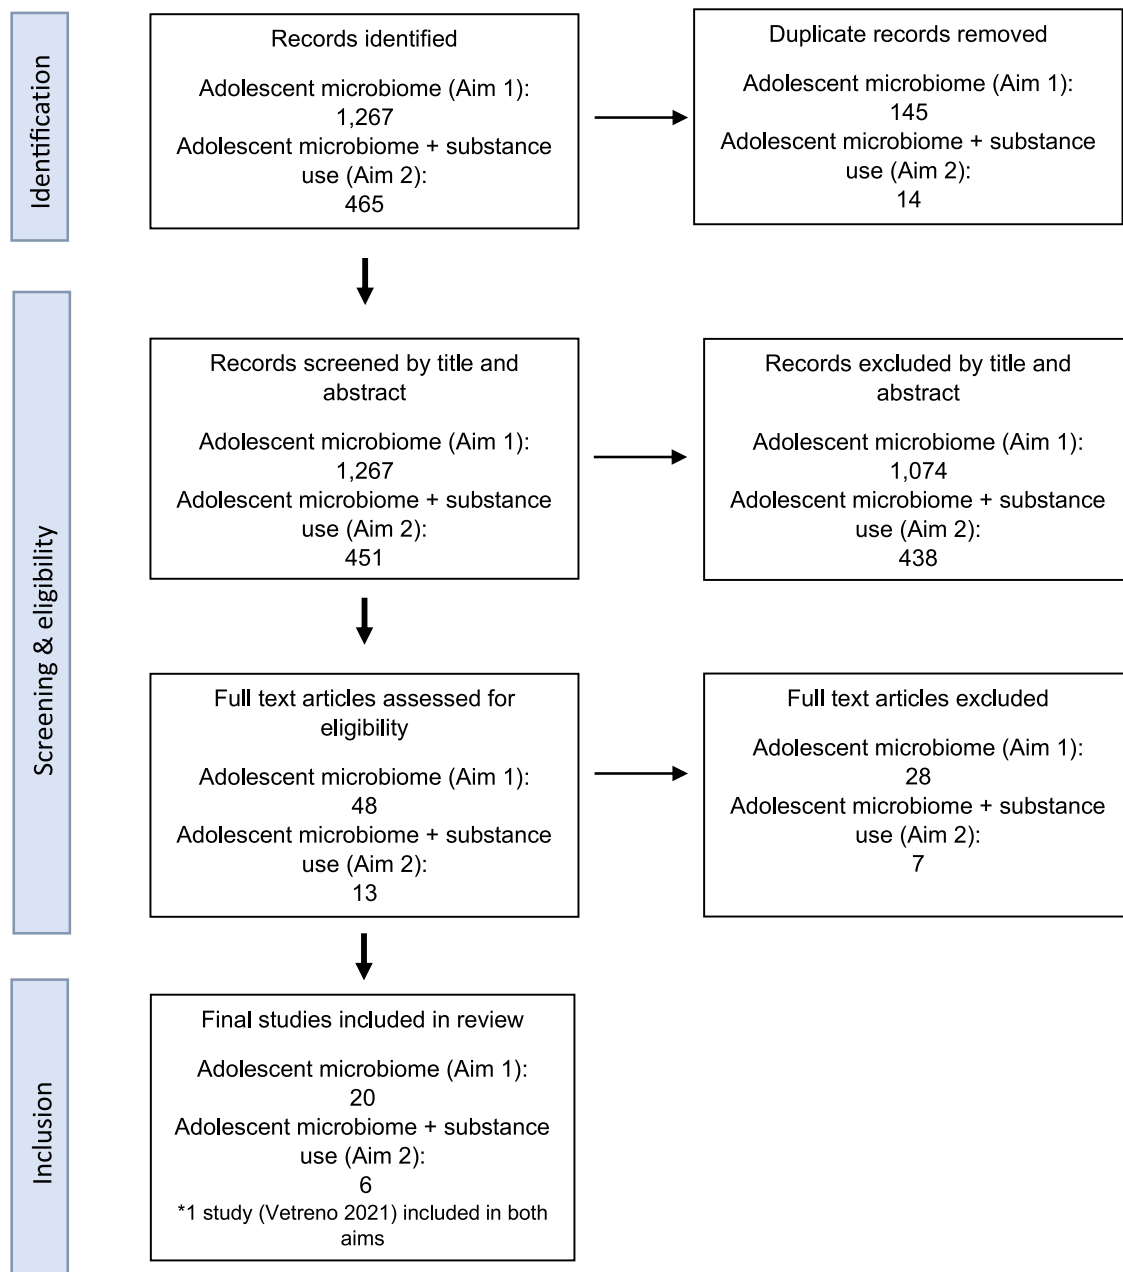 Identification
Records identified
Adolescent microbiome (Aim 1):
1,267
Adolescent microbiome + substance
use (Aim 2):
465
Duplicate records removed
Adolescent microbiome (Aim 1):
145
Adolescent microbiome + substance
use (Aim 2):
14
Screening & eligibility
Records screened by title and
abstract
Adolescent microbiome (Aim 1):
1,267
Adolescent microbiome + substance
use (Aim 2):
451
Records excluded by title and
abstract
Adolescent microbiome (Aim 1):
1,074
Adolescent microbiome + substance
use (Aim 2):
438
Full text articles assessed for
eligibility
Adolescent microbiome (Aim 1):
48
Adolescent microbiome + substance
use (Aim 2):
13
Full text articles excluded
Adolescent microbiome (Aim 1):
28
Adolescent microbiome + substance
use (Aim 2):
7
Inclusion
Final studies included in review
Adolescent microbiome (Aim 1):
20
Adolescent microbiome + substance
use (Aim 2):
6
*1 study (Vetreno 2021) included in both
aims